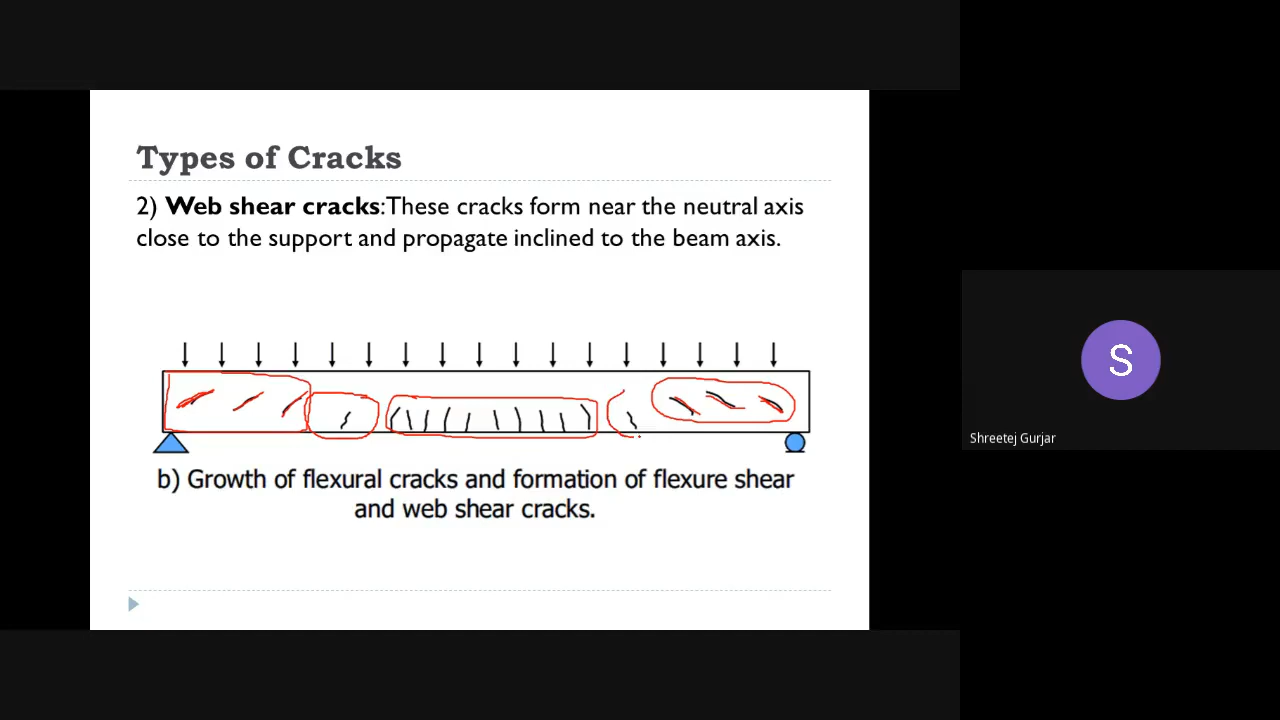 Types of Cracks
2) Web shear cracks:These cracks form near the neutral axis
close to the support and propagate inclined to the beam axis.
b) Growth of flexural cracks and formation of flexure shear
and web shear cracks.
S
Shreetej Gurjar